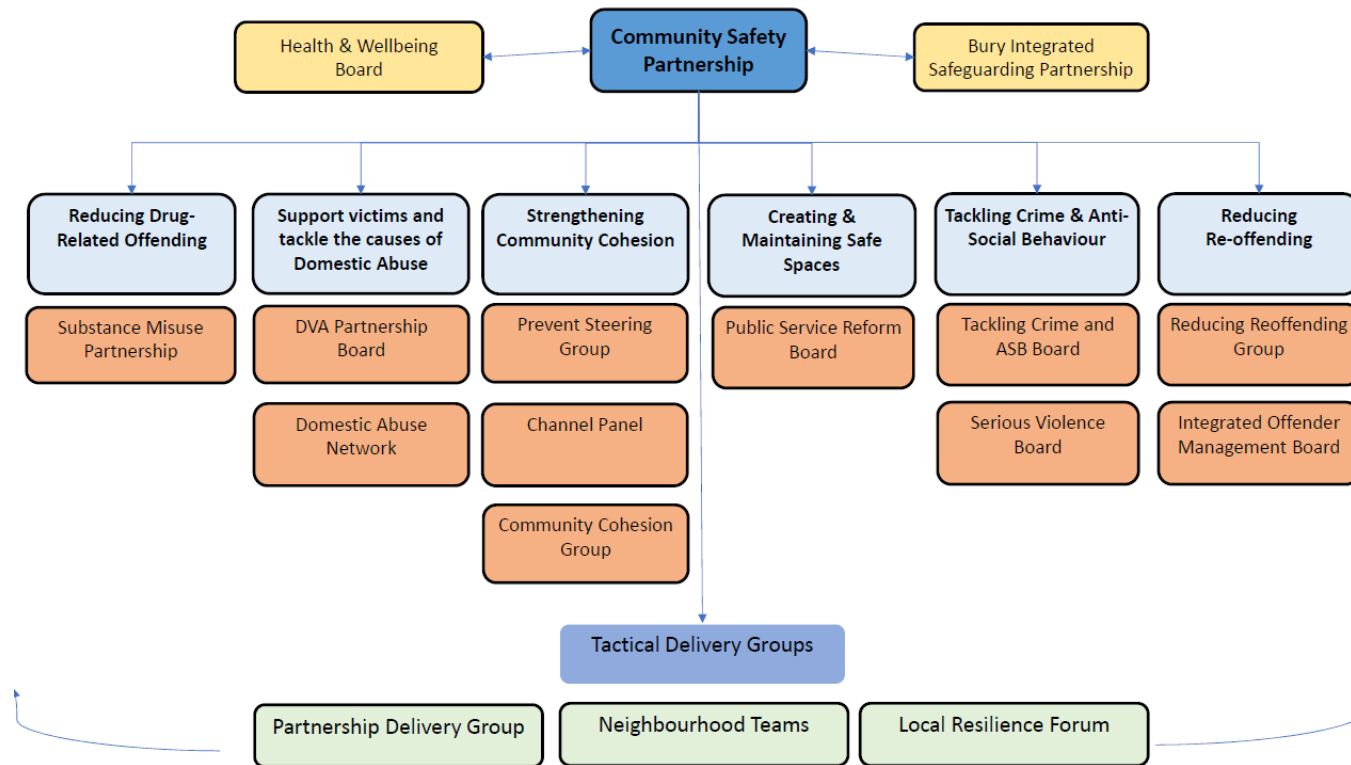 Health & Wellbeing
Board
Community Safety
Partnership
Bury Integrated
Safeguarding Partnership
Reducing Drug-
Related Offending
Support victims and
tackle the causes of
Domestic Abuse
Strengthening
Community Cohesion
Creating &
Maintaining Safe
Spaces
Tackling Crime & Anti-
Social Behaviour
Reducing
Re-offending
Substance Misuse
Partnership
DVA Partnership
Board
Prevent Steering
Group
Public Service Reform
Board
Tackling Crime and
ASB Board
Reducing Reoffending
Group
Domestic Abuse
Network
Channel Panel
Serious Violence
Board
Integrated Offender
Management Board
Community Cohesion
Group
Tactical Delivery Groups
Partnership Delivery Group
Neighbourhood Teams
Local Resilience Forum